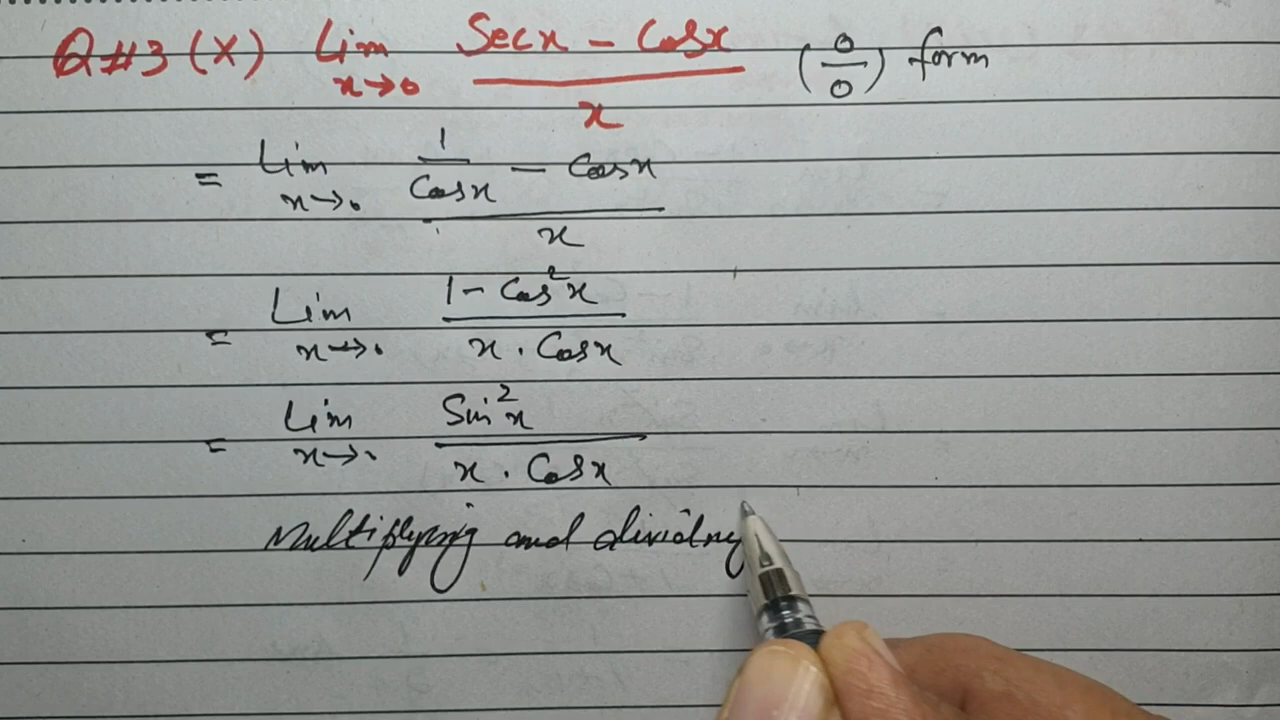 Q#3 (x) Lim x→0 Secx - Cosx / x (0/0) form
= Lim x→0 1/Cosx - Cosx / x
= Lim x→0 1 - Cos²x / x . Cosx
= Lim x→0 Sin²x / x . Cosx
Multiplying and dividing